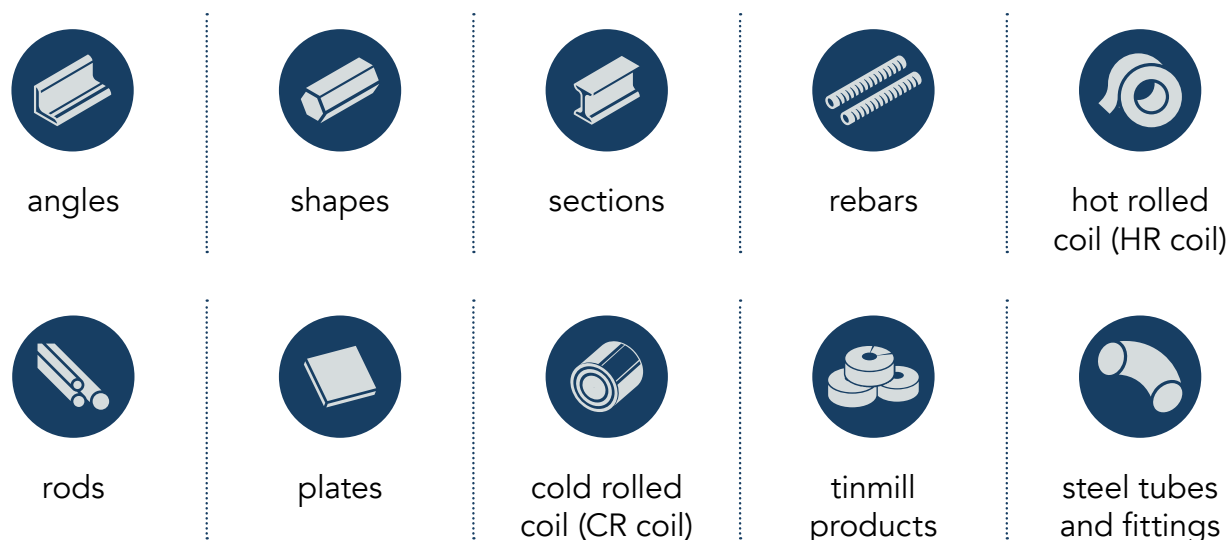 angles
shapes
sections
rebars
hot rolled
coil (HR coil)
rods
plates
cold rolled
coil (CR coil)
tinmill
products
steel tubes
and fittings